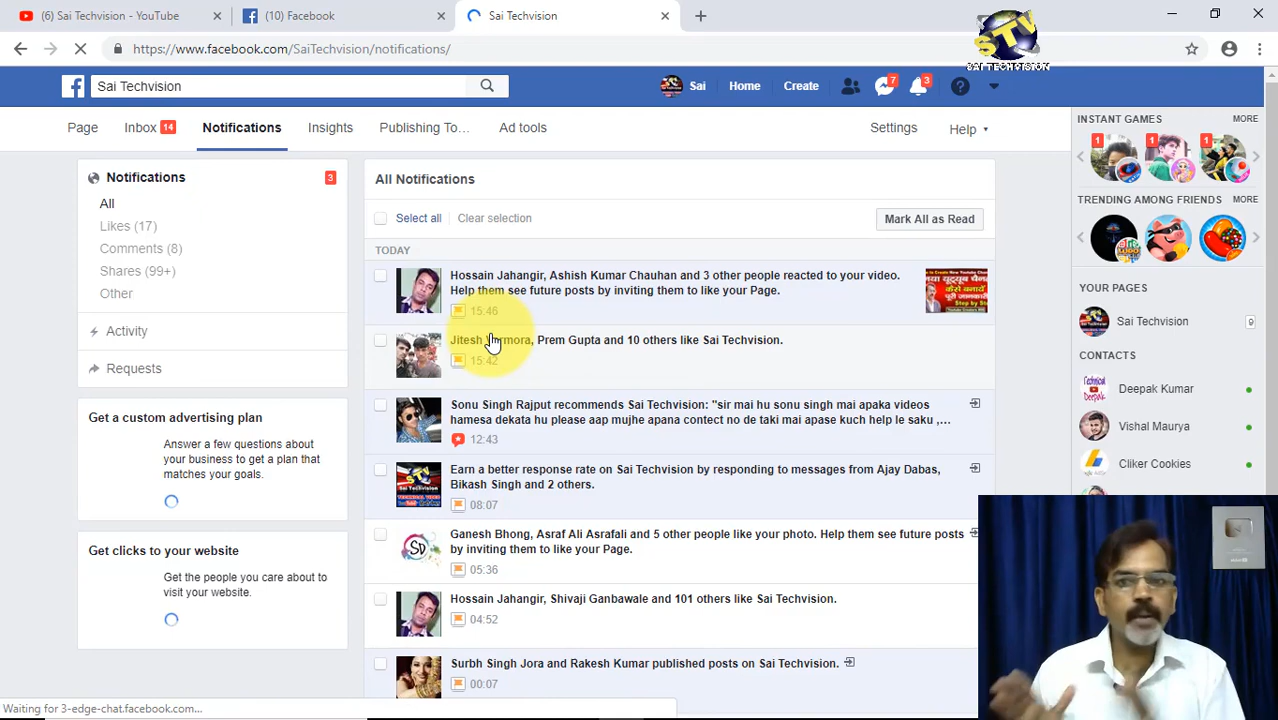 (6) Sai Techvision - YouTube
(10) Facebook
Sai Techvision
STV
SAI TECHVISION
https://www.facebook.com/SaiTechvision/notifications/
Sai Techvision
Sai
Home
Create
7
3
Page
Inbox 14
Notifications
Insights
Publishing To…
Ad tools
Settings
Help
Notifications 3
All
Likes (17)
Comments (8)
Shares (99+)
Other
Activity
Requests
Get a custom advertising plan
Answer a few questions about
your business to get a plan that
matches your goals.
Get clicks to your website
Get the people you care about to
visit your website.
All Notifications
Select all
Clear selection
Mark All as Read
TODAY
Hossain Jahangir, Ashish Kumar Chauhan and 3 other people reacted to your video.
Help them see future posts by inviting them to like your Page.
15:46
Prem Gupta and 10 others like Sai Techvision.
15:42
Sonu Singh Rajput recommends Sai Techvision: "sir mai hu sonu singh mai apaka videos
hamesa dekata hu please aap mujhe apana contect no de taki mai apase kuch help le saku ,…
12:43
Earn a better response rate on Sai Techvision by responding to messages from Ajay Dabas,
Bikash Singh and 2 others.
08:07
Ganesh Bhong, Asraf Ali Asrafali and 5 other people like your photo. Help them see future posts
by inviting them to like your Page.
05:36
Hossain Jahangir, Shivaji Ganbawale and 101 others like Sai Techvision.
04:52
Surbh Singh Jora and Rakesh Kumar published posts on Sai Techvision.
00:07
INSTANT GAMES
MORE
1
1
1
TRENDING AMONG FRIENDS
MORE
YOUR PAGES
Sai Techvision
9
CONTACTS
Deepak Kumar
Vishal Maurya
Cliker Cookies
Waiting for 3-edge-chat.facebook.com...